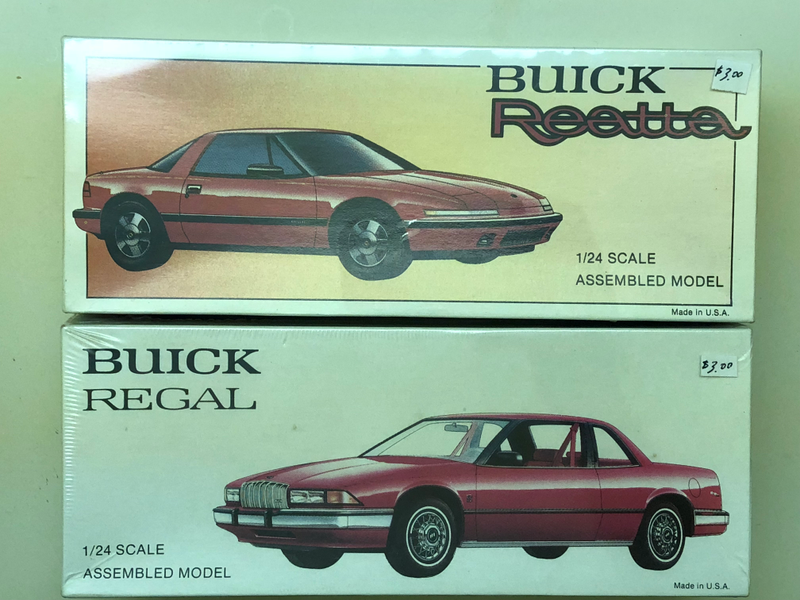 BUICK
$3.00
Reatta
1/24 SCALE
ASSEMBLED MODEL
Made in U.S.A.
BUICK
REGAL
$3.00
1/24 SCALE
ASSEMBLED MODEL
Made in U.S.A.